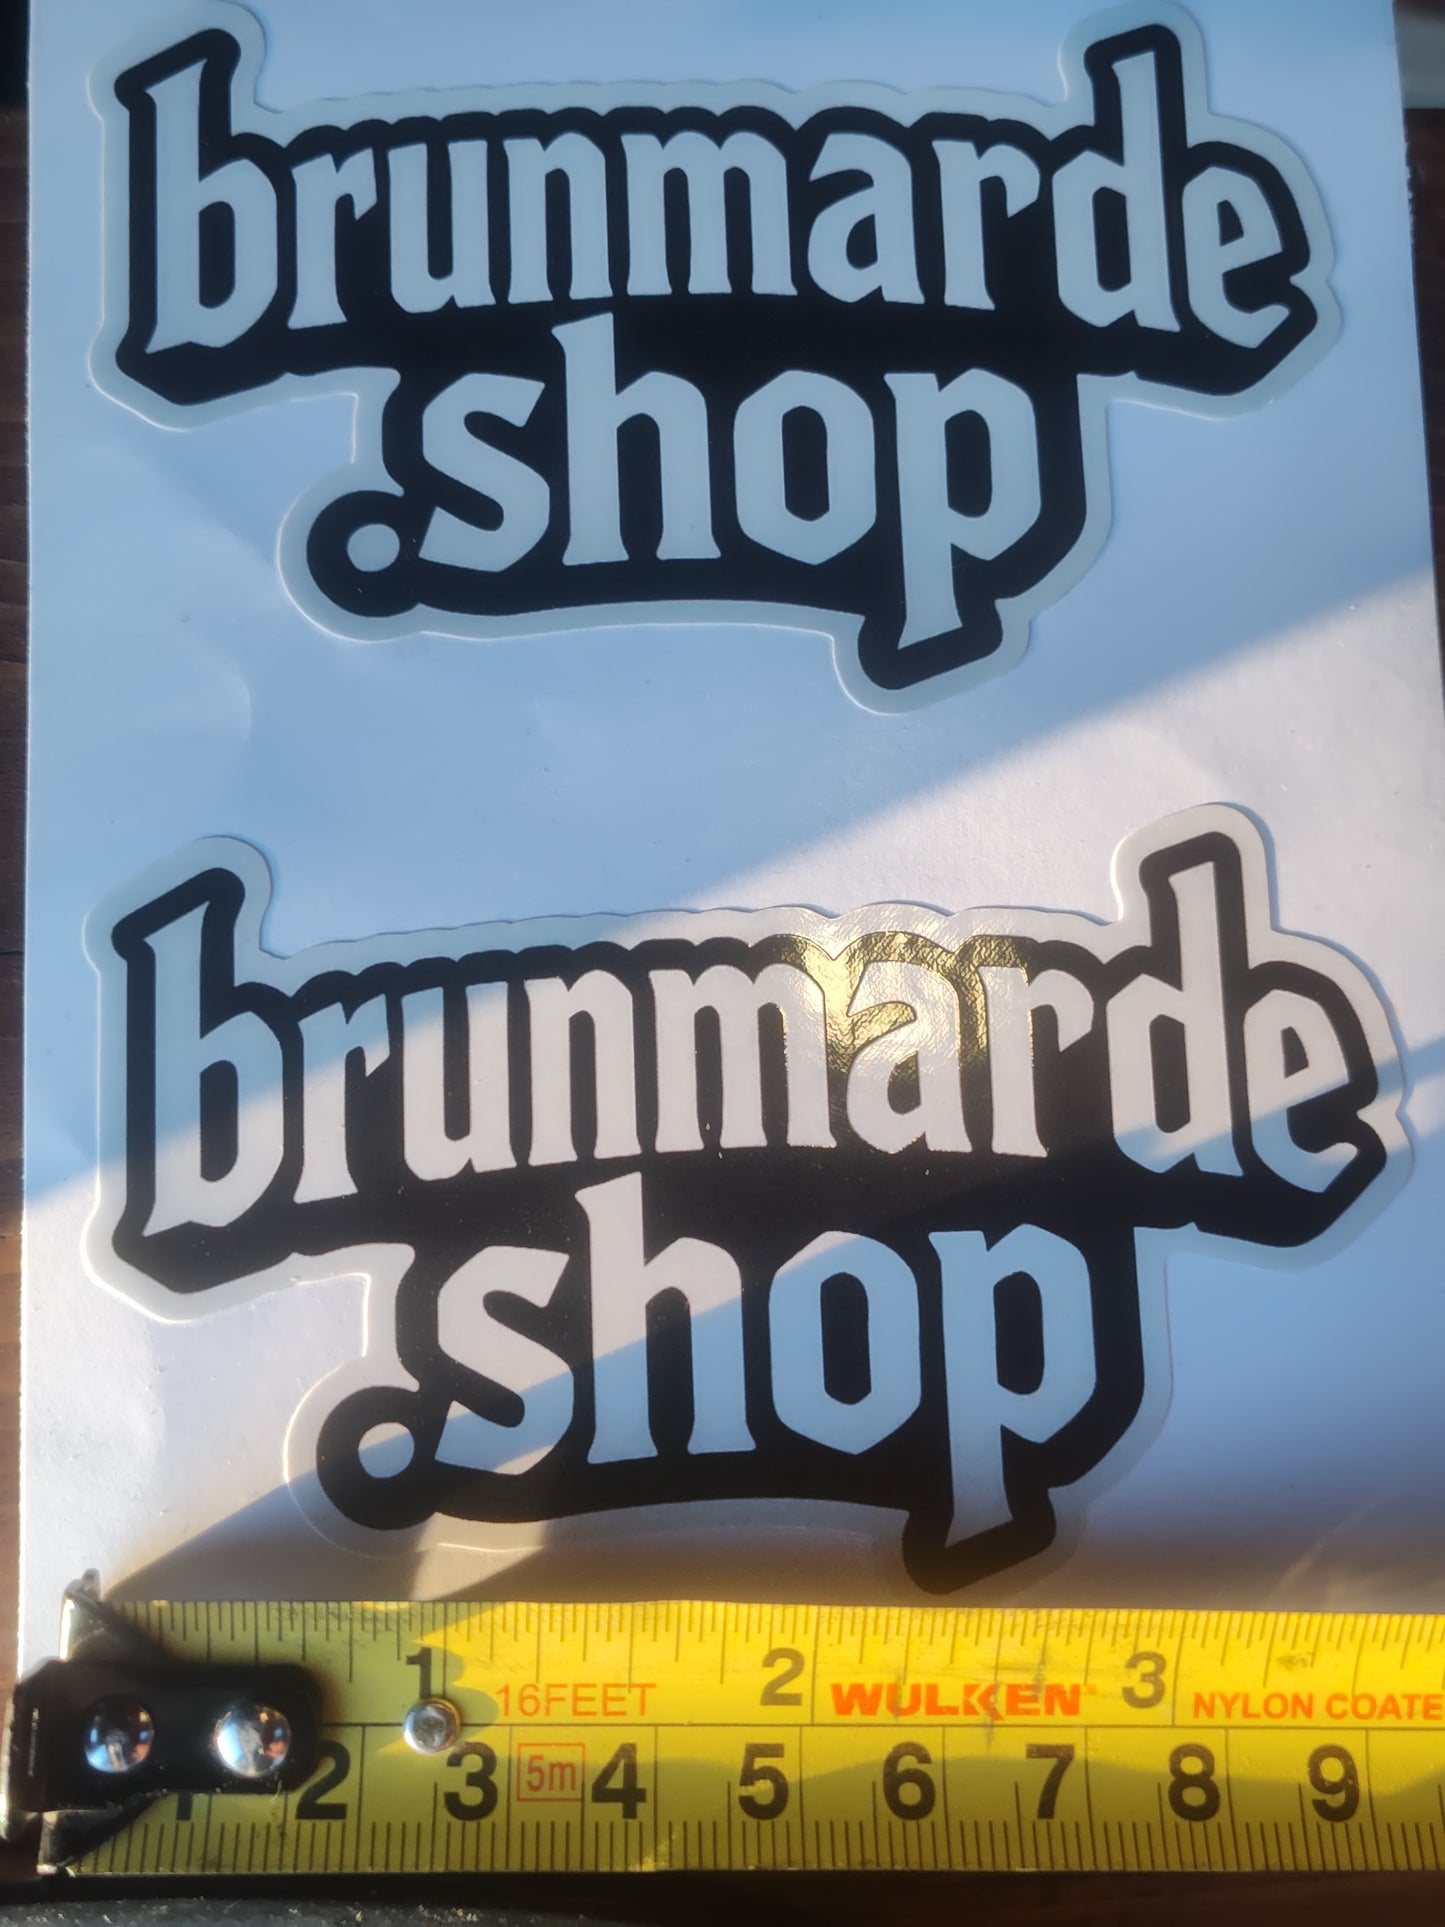 brunmarde
.shop
brunmarde
.shop
1 16FEET 2 WULKEN 3 NYLON COATE
1 2 3 5m 4 5 6 7 8 9